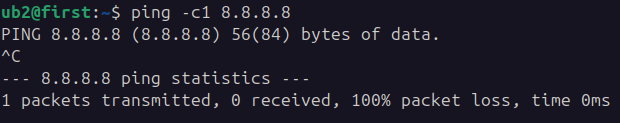 ub2@first:~$ ping -c1 8.8.8.8
PING 8.8.8.8 (8.8.8.8) 56(84) bytes of data.
^C
--- 8.8.8.8 ping statistics ---
1 packets transmitted, 0 received, 100% packet loss, time 0ms